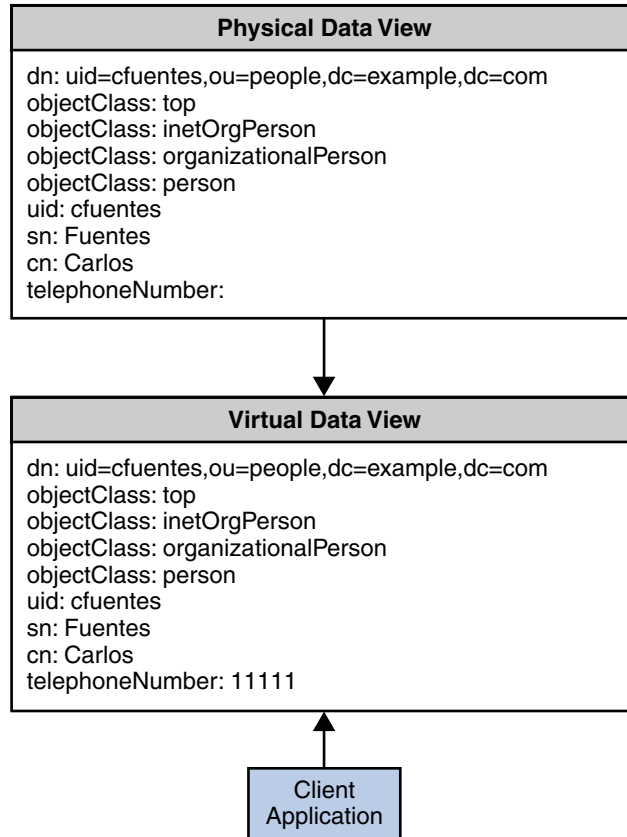 Physical Data View
dn: uid=cfuentes,ou=people,dc=example,dc=com
objectClass: top
objectClass: inetOrgPerson
objectClass: organizationalPerson
objectClass: person
uid: cfuentes
sn: Fuentes
cn: Carlos
telephoneNumber:
Virtual Data View
dn: uid=cfuentes,ou=people,dc=example,dc=com
objectClass: top
objectClass: inetOrgPerson
objectClass: organizationalPerson
objectClass: person
uid: cfuentes
sn: Fuentes
cn: Carlos
telephoneNumber: 11111
Client
Application